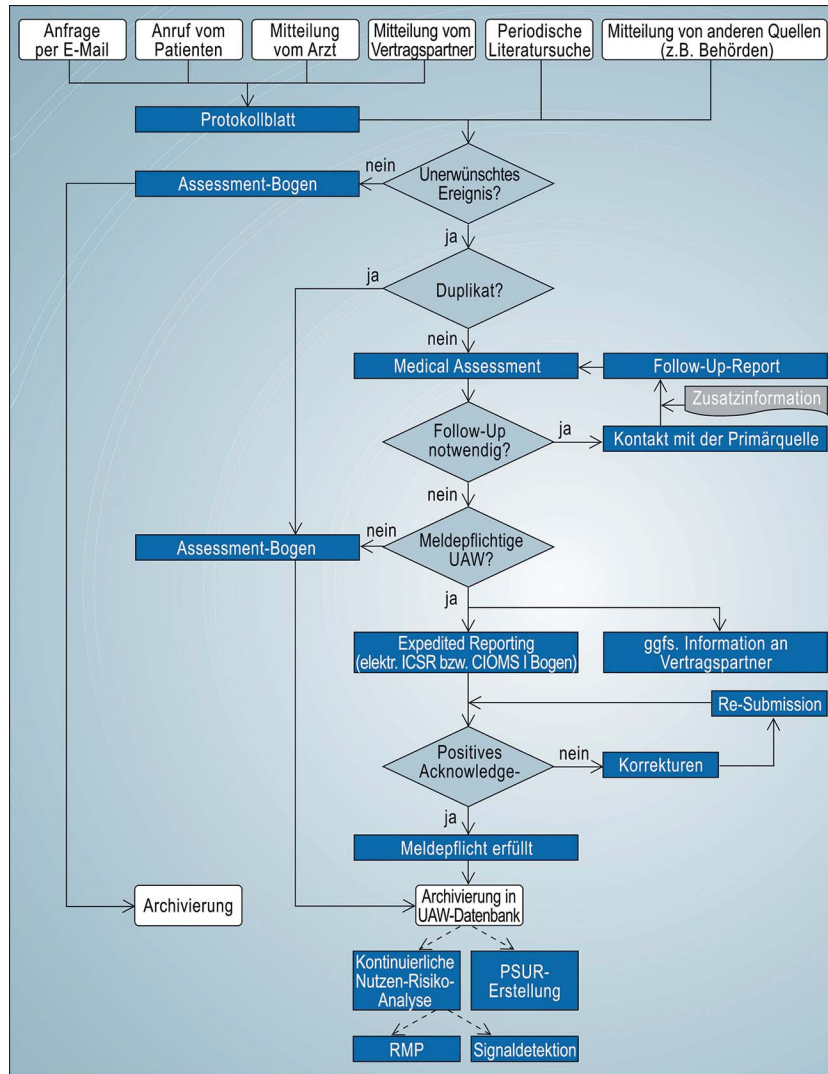 Anfrage
per E-Mail
Anruf vom
Patienten
Mitteilung
vom Arzt
Mitteilung vom
Vertragspartner
Periodische
Literatursuche
Mitteilung von anderen Quellen
(z.B. Behörden)
Protokollblatt
nein
Unerwünschtes
Ereignis?
Assessment-Bogen
ja
ja
Duplikat?
nein
Medical Assessment
Follow-Up-Report
Zusatzinformation
Follow-Up
notwendig?
ja
Kontakt mit der Primärquelle
nein
Assessment-Bogen
nein
Meldepflichtige
UAW?
ja
Expedited Reporting
(elektr. ICSR bzw. CIOMS I Bogen)
ggfs. Information an
Vertragspartner
Re-Submission
Positives
Acknowledge-
nein
Korrekturen
ja
Meldepflicht erfüllt
Archivierung
Archivierung in
UAW-Datenbank
Kontinuierliche
Nutzen-Risiko-
Analyse
PSUR-
Erstellung
RMP
Signaldetektion